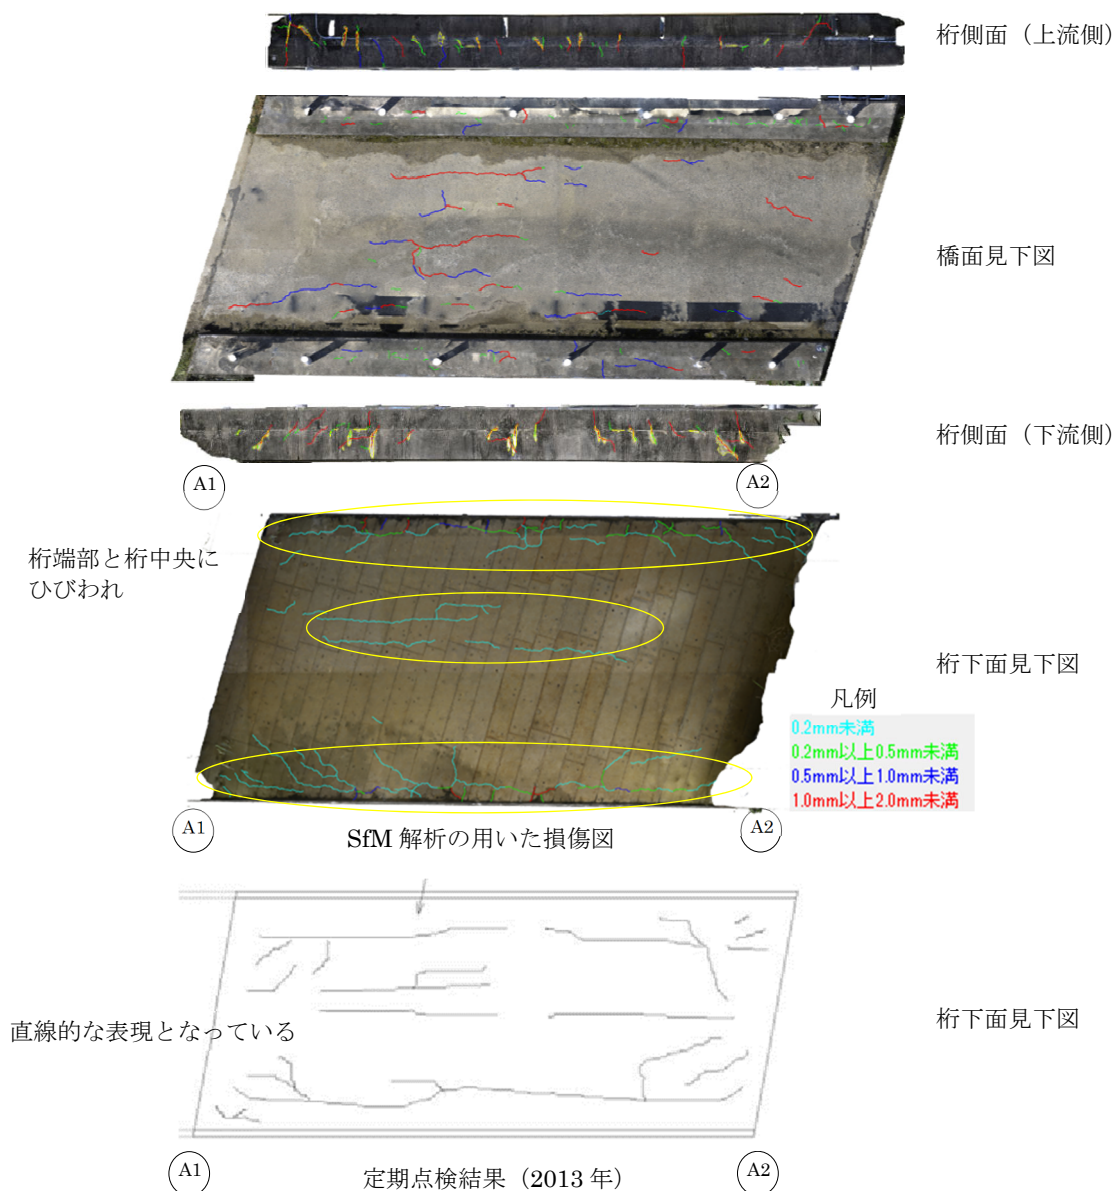 桁側面（上流側）
橋面見下図
桁側面（下流側）
A1
A2
桁端部と桁中央に
ひびわれ
桁下面見下図
凡例
0.2mm未満
0.2mm以上0.5mm未満
0.5mm以上1.0mm未満
1.0mm以上2.0mm未満
A1
A2
SfM 解析の用いた損傷図
直線的な表現となっている
桁下面見下図
A1
A2
定期点検結果（2013 年）